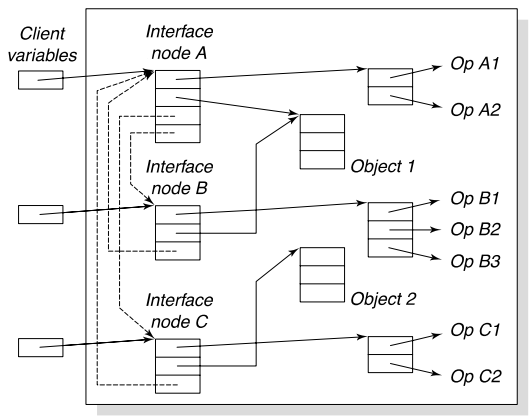 Client
variables
Interface
node A
Op A1
Op A2
Object 1
Interface
node B
Op B1
Op B2
Op B3
Object 2
Interface
node C
Op C1
Op C2